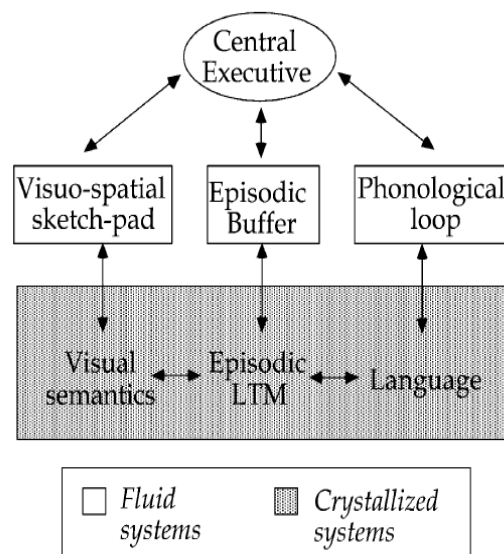 Central
Executive
Visuo-spatial
sketch-pad
Episodic
Buffer
Phonological
loop
Visual
semantics
Episodic
LTM
Language
Fluid
systems
Crystallized
systems